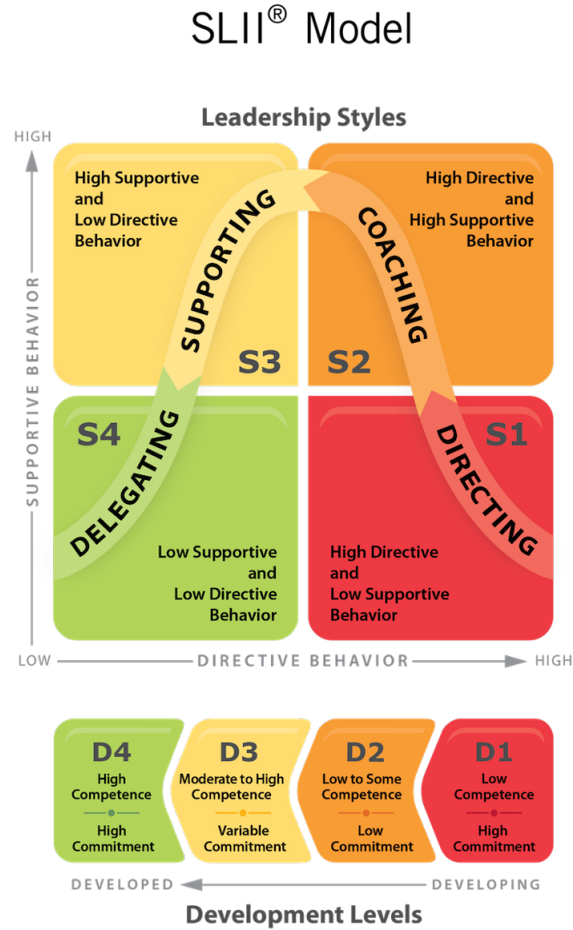 SLII® Model
Leadership Styles
HIGH
High Supportive
and
Low Directive
Behavior
High Directive
and
High Supportive
Behavior
SUPPORTING
COACHING
S3
S2
SUPPORTIVE BEHAVIOR
S4
S1
DELEGATING
DIRECTING
Low Supportive
and
Low Directive
Behavior
High Directive
and
Low Supportive
Behavior
LOW
DIRECTIVE BEHAVIOR
HIGH
D4
High
Competence
High
Commitment
D3
Moderate to High
Competence
Variable
Commitment
D2
Low to Some
Competence
Low
Commitment
D1
Low
Competence
High
Commitment
DEVELOPED
DEVELOPING
Development Levels